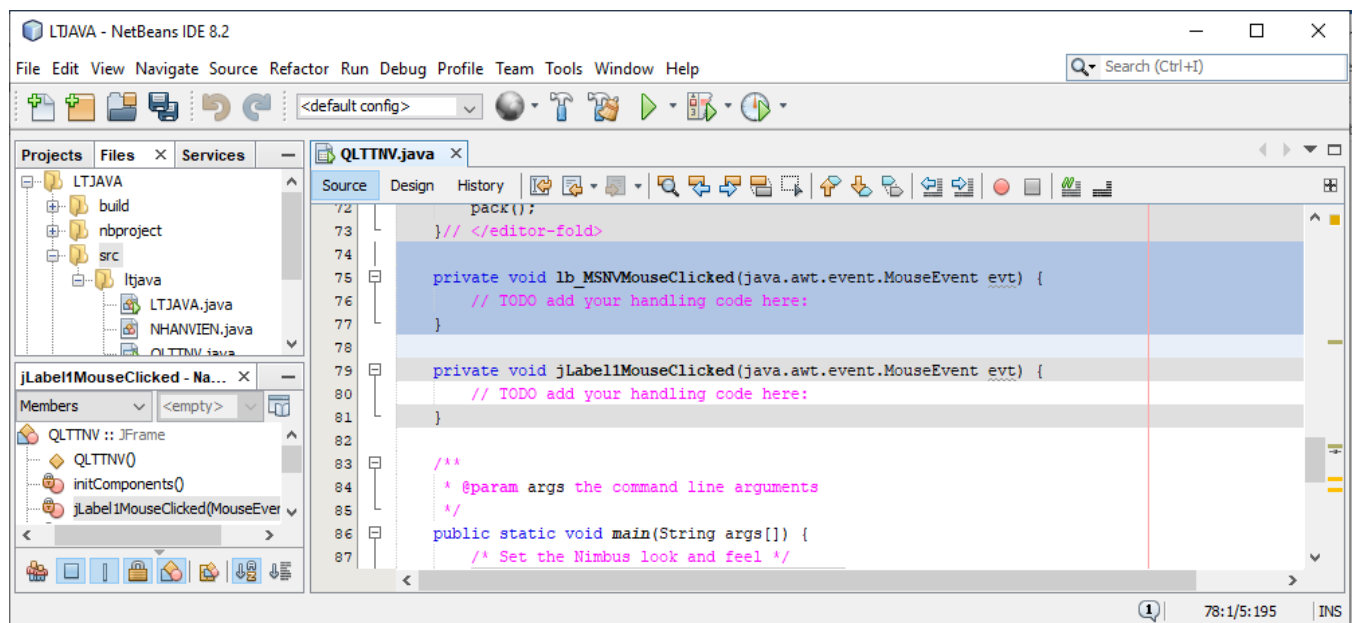 LTJAVA - NetBeans IDE 8.2
File Edit View Navigate Source Refactor Run Debug Profile Team Tools Window Help
Search (Ctrl+I)
<default config>
Projects Files Services
LTJAVA
build
nbproject
src
ltjava
LTJAVA.java
NHANVIEN.java
QLTTNV.java
jLabel1MouseClicked - Na...
Members <empty>
QLTTNV :: JFrame
QLTTNV()
initComponents()
jLabel1MouseClicked(MouseEver
QLTTNV.java
Source Design History
72 pack();
73 }// </editor-fold>
74
75 private void lb_MSNVMouseClicked(java.awt.event.MouseEvent evt) {
76 // TODO add your handling code here:
77 }
78
79 private void jLabel1MouseClicked(java.awt.event.MouseEvent evt) {
80 // TODO add your handling code here:
81 }
82
83 /**
84 * @param args the command line arguments
85 */
86 public static void main(String args[]) {
87 /* Set the Nimbus look and feel */
1 78:1/5:195 INS